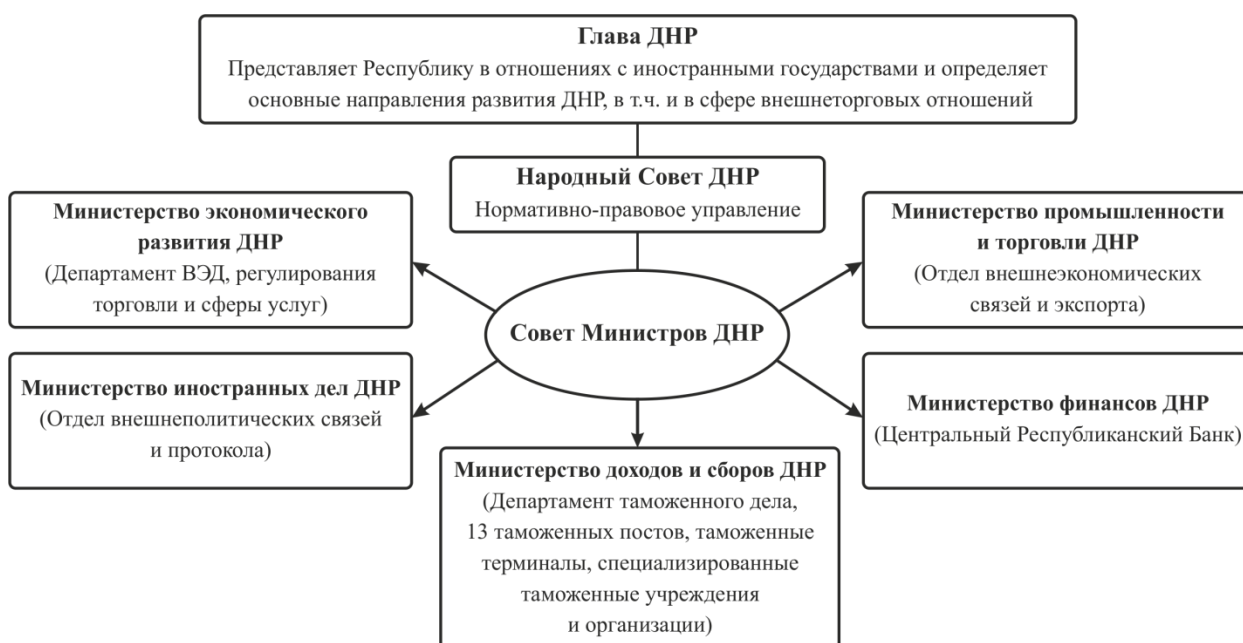 Глава ДНР
Представляет Республику в отношениях с иностранными государствами и определяет
основные направления развития ДНР, в т.ч. и в сфере внешнеторговых отношений
Народный Совет ДНР
Нормативно-правовое управление
Министерство экономического
развития ДНР
(Департамент ВЭД, регулирования
торговли и сферы услуг)
Министерство промышленности
и торговли ДНР
(Отдел внешнеэкономических
связей и экспорта)
Совет Министров ДНР
Министерство иностранных дел ДНР
(Отдел внешнеполитических связей
и протокола)
Министерство финансов ДНР
(Центральный Республиканский Банк)
Министерство доходов и сборов ДНР
(Департамент таможенного дела,
13 таможенных постов, таможенные
терминалы, специализированные
таможенные учреждения
и организации)